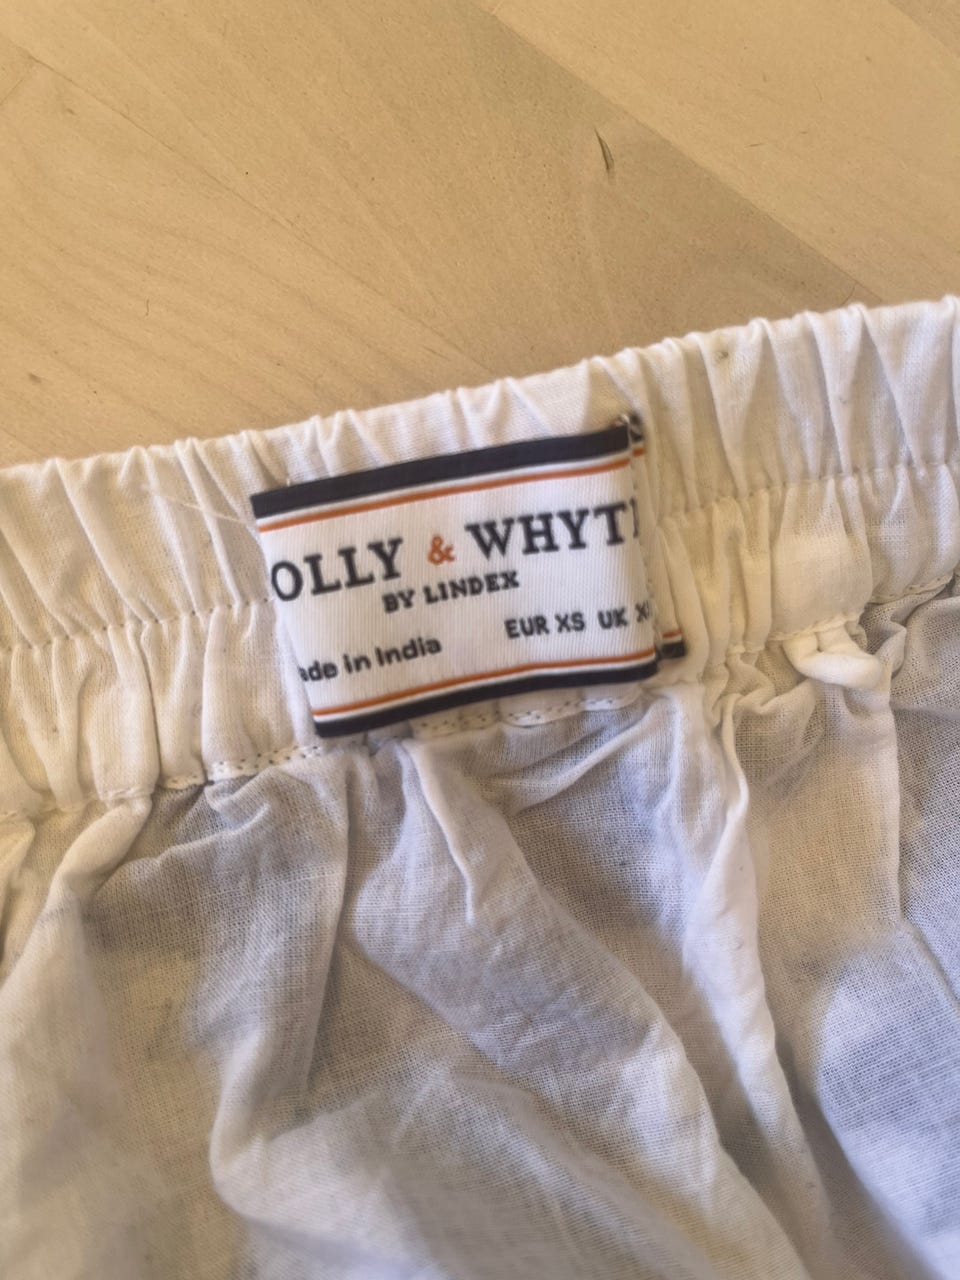 OLLY & WHYT
BY LINDEX
ade in India EUR XS UK